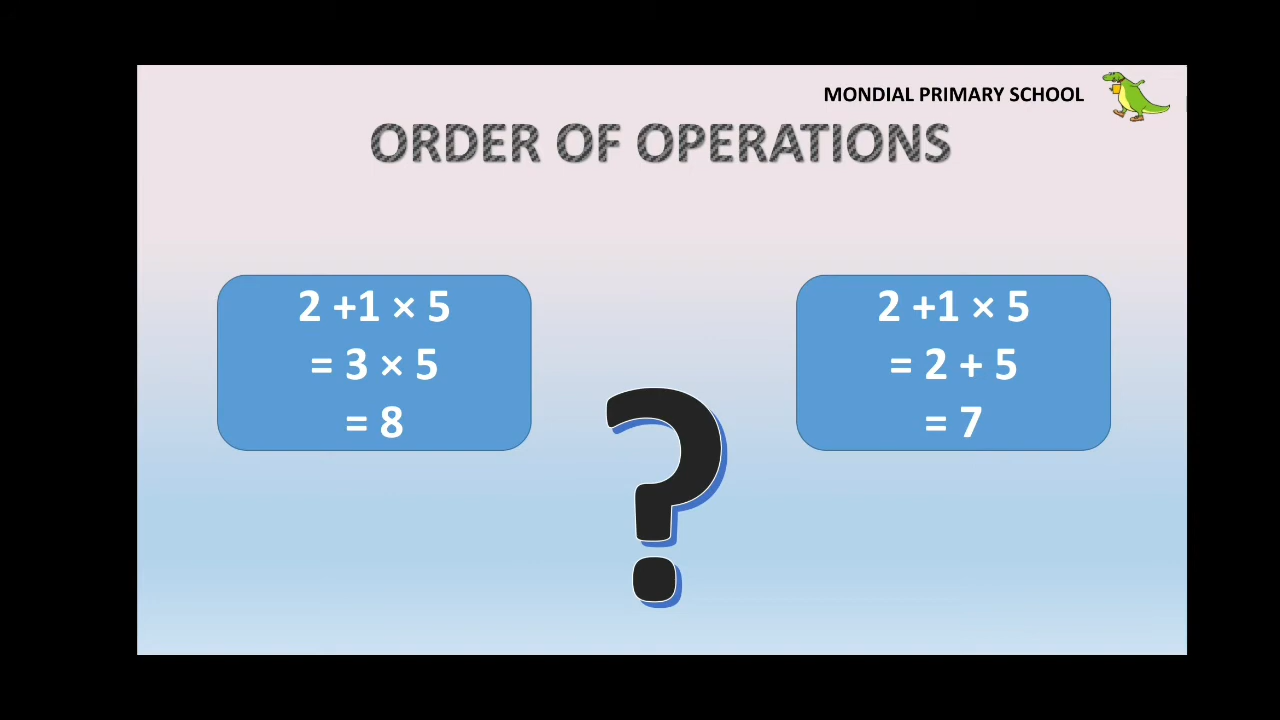 MONDIAL PRIMARY SCHOOL
ORDER OF OPERATIONS
2 +1 × 5
= 3 × 5
= 8
2 +1 × 5
= 2 + 5
= 7
?